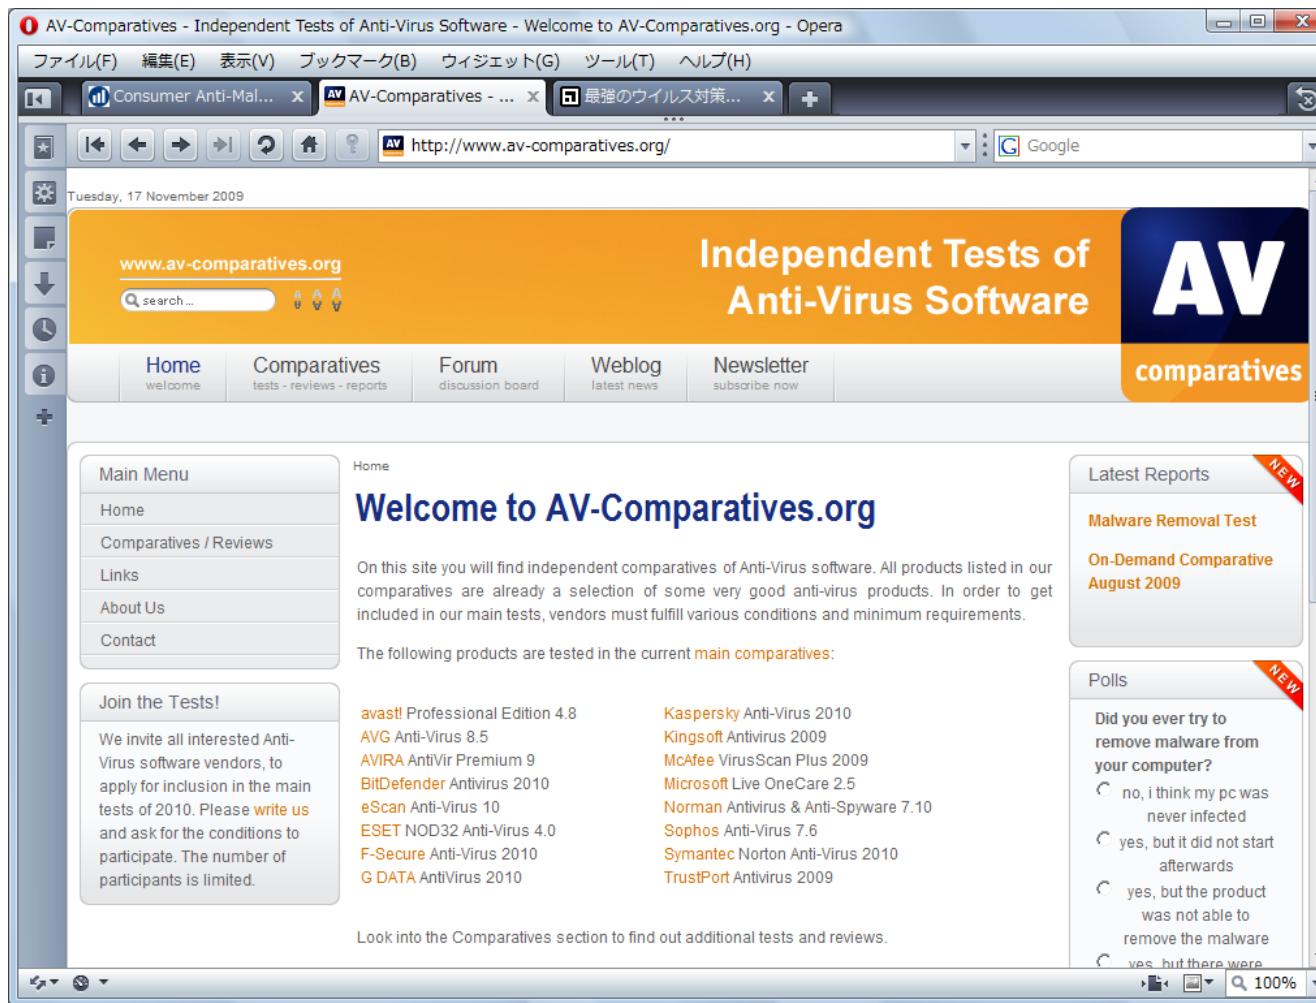 AV-Comparatives - Independent Tests of Anti-Virus Software - Welcome to AV-Comparatives.org - Opera
ファイル(F) 編集(E) 表示(V) ブックマーク(B) ウィジェット(G) ツール(T) ヘルプ(H)
Consumer Anti-Mal... AV-Comparatives - ... 最強のウイルス対策...
http://www.av-comparatives.org/ Google
Tuesday, 17 November 2009
www.av-comparatives.org
search...
A A A
Independent Tests of
Anti-Virus Software
AV
comparatives
Home Comparatives Forum Weblog Newsletter
welcome tests - reviews - reports discussion board latest news subscribe now
Main Menu
Home
Comparatives / Reviews
Links
About Us
Contact
Join the Tests!
We invite all interested Anti-
Virus software vendors, to
apply for inclusion in the main
tests of 2010. Please write us
and ask for the conditions to
participate. The number of
participants is limited.
Home
Welcome to AV-Comparatives.org
On this site you will find independent comparatives of Anti-Virus software. All products listed in our
comparatives are already a selection of some very good anti-virus products. In order to get
included in our main tests, vendors must fulfill various conditions and minimum requirements.
The following products are tested in the current main comparatives:
avast! Professional Edition 4.8
AVG Anti-Virus 8.5
AVIRA AntiVir Premium 9
BitDefender Antivirus 2010
eScan Anti-Virus 10
ESET NOD32 Anti-Virus 4.0
F-Secure Anti-Virus 2010
G DATA AntiVirus 2010
Kaspersky Anti-Virus 2010
Kingsoft Antivirus 2009
McAfee VirusScan Plus 2009
Microsoft Live OneCare 2.5
Norman Antivirus & Anti-Spyware 7.10
Sophos Anti-Virus 7.6
Symantec Norton Anti-Virus 2010
TrustPort Antivirus 2009
Look into the Comparatives section to find out additional tests and reviews.
Latest Reports
NEW
Malware Removal Test
On-Demand Comparative
August 2009
Polls
NEW
Did you ever try to
remove malware from
your computer?
no, i think my pc was
never infected
yes, but it did not start
afterwards
yes, but the product
was not able to
remove the malware
yes, but there were
100%